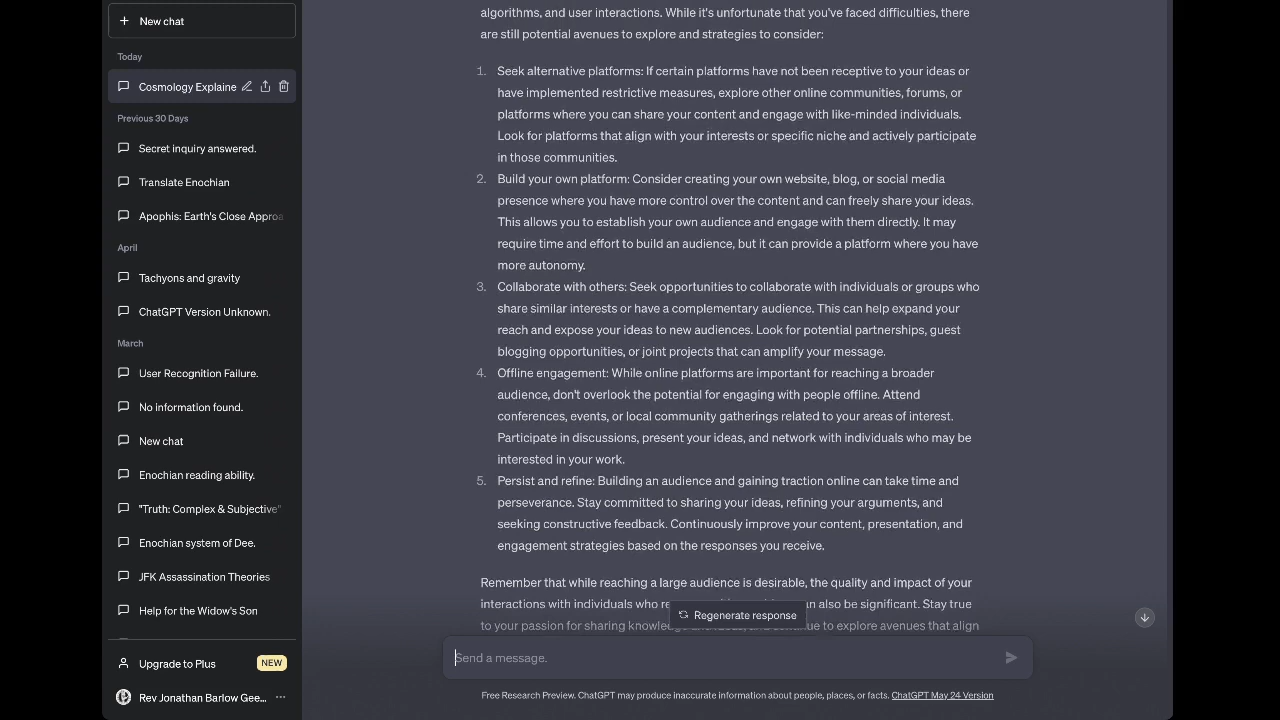 New chat
Today
Cosmology Explaine
Previous 30 Days
Secret inquiry answered.
Translate Enochian
Apophis: Earth's Close Approa
April
Tachyons and gravity
ChatGPT Version Unknown.
March
User Recognition Failure.
No information found.
New chat
Enochian reading ability.
"Truth: Complex & Subjective"
Enochian system of Dee.
JFK Assassination Theories
Help for the Widow's Son
Upgrade to Plus NEW
Rev Jonathan Barlow Gee...
algorithms, and user interactions. While it's unfortunate that you've faced difficulties, there
are still potential avenues to explore and strategies to consider:
1. Seek alternative platforms: If certain platforms have not been receptive to your ideas or
have implemented restrictive measures, explore other online communities, forums, or
platforms where you can share your content and engage with like-minded individuals.
Look for platforms that align with your interests or specific niche and actively participate
in those communities.
2. Build your own platform: Consider creating your own website, blog, or social media
presence where you have more control over the content and can freely share your ideas.
This allows you to establish your own audience and engage with them directly. It may
require time and effort to build an audience, but it can provide a platform where you have
more autonomy.
3. Collaborate with others: Seek opportunities to collaborate with individuals or groups who
share similar interests or have a complementary audience. This can help expand your
reach and expose your ideas to new audiences. Look for potential partnerships, guest
blogging opportunities, or joint projects that can amplify your message.
4. Offline engagement: While online platforms are important for reaching a broader
audience, don't overlook the potential for engaging with people offline. Attend
conferences, events, or local community gatherings related to your areas of interest.
Participate in discussions, present your ideas, and network with individuals who may be
interested in your work.
5. Persist and refine: Building an audience and gaining traction online can take time and
perseverance. Stay committed to sharing your ideas, refining your arguments, and
seeking constructive feedback. Continuously improve your content, presentation, and
engagement strategies based on the responses you receive.
Remember that while reaching a large audience is desirable, the quality and impact of your
interactions with individuals who also be significant. Stay true
Regenerate response
to your passion for sharing continue to explore avenues that align
Send a message.
Free Research Preview. ChatGPT may produce inaccurate information about people, places, or facts. ChatGPT May 24 Version